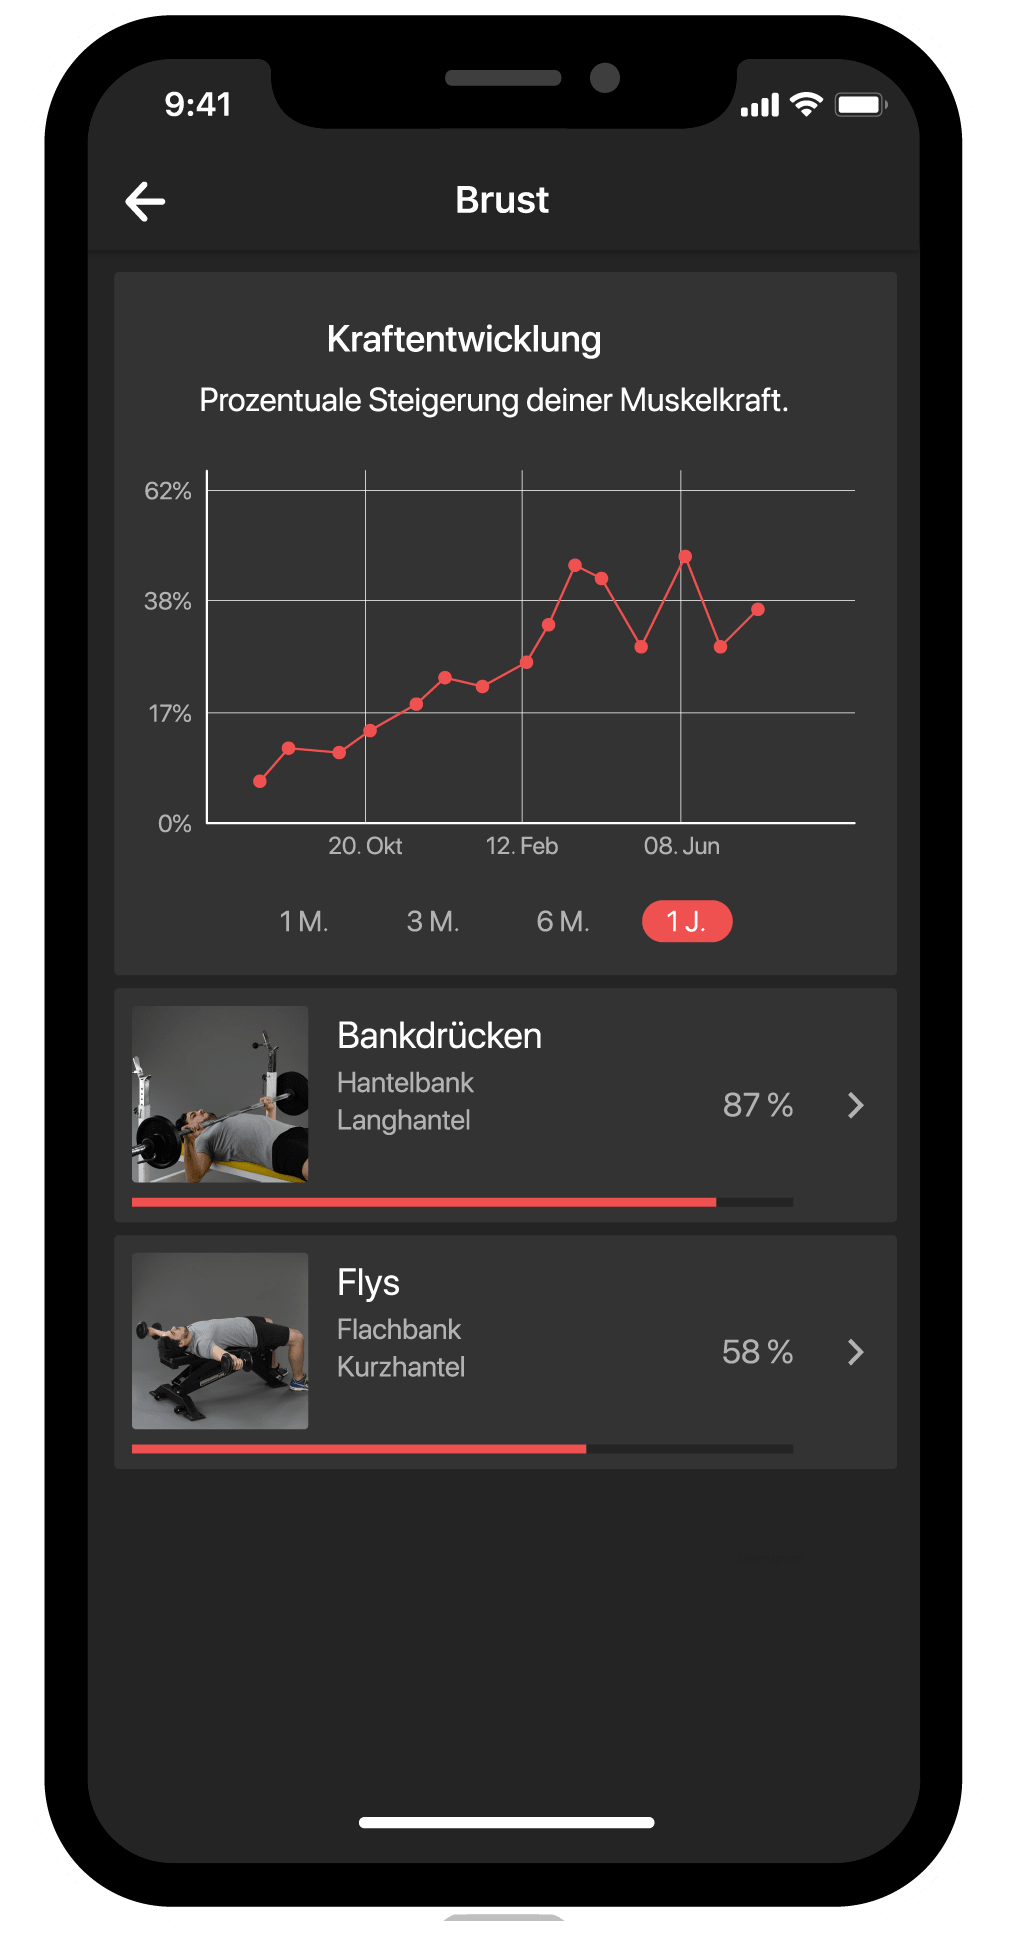 9:41
Brust
Kraftentwicklung
Prozentuale Steigerung deiner Muskelkraft.
62%
38%
17%
0%
20. Okt 12. Feb 08. Jun
1 M. 3 M. 6 M. 1 J.
Bankdrücken
Hantelbank
Langhantel
87 %
Flys
Flachbank
Kurzhantel
58 %